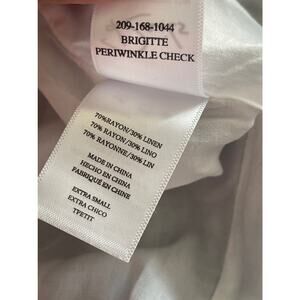 209-168-1044
BRIGITTE
PERIWINKLE CHECK
70%RAYON/30% LINEN
70% RAYON/30% LINO
70% RAYONNE/30% LIN
MADE IN CHINA
HECHO EN CHINA
FABRIQUÉ EN CHINE
EXTRA SMALL
EXTRA CHICO
TPETIT